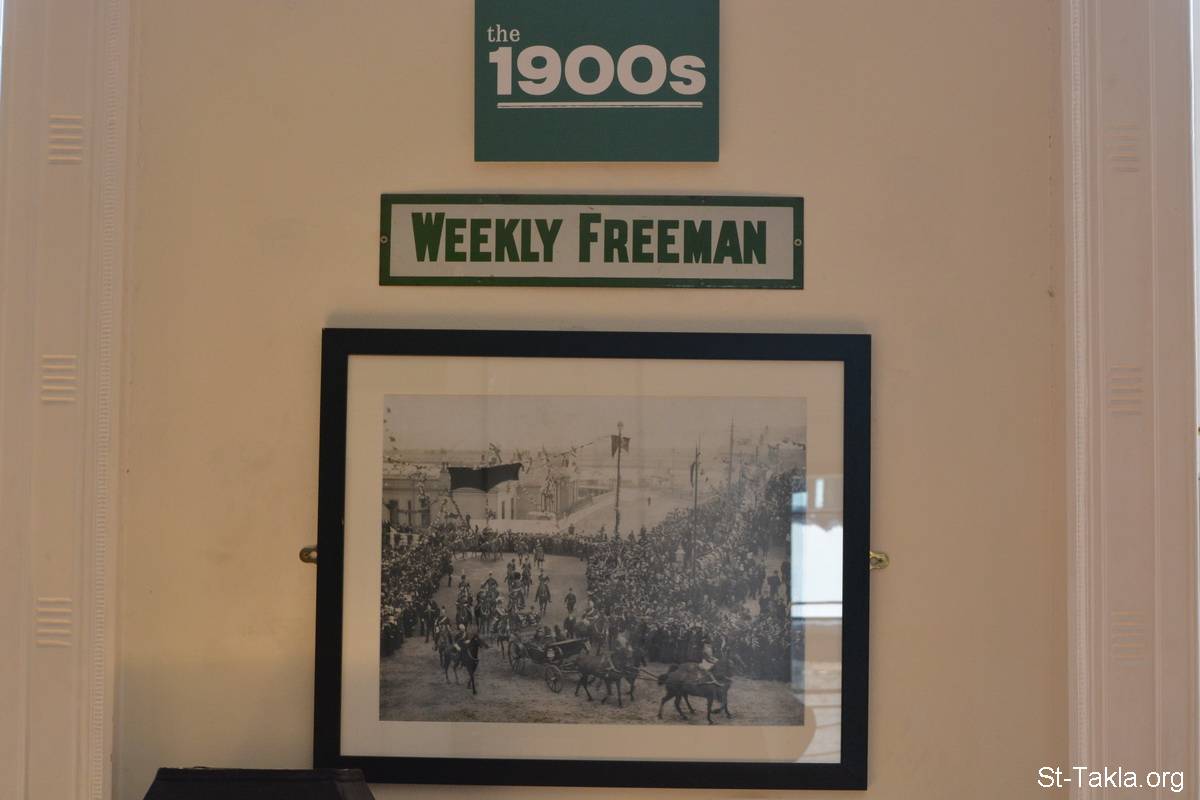 the
1900s
WEEKLY FREEMAN
St-Takla.org